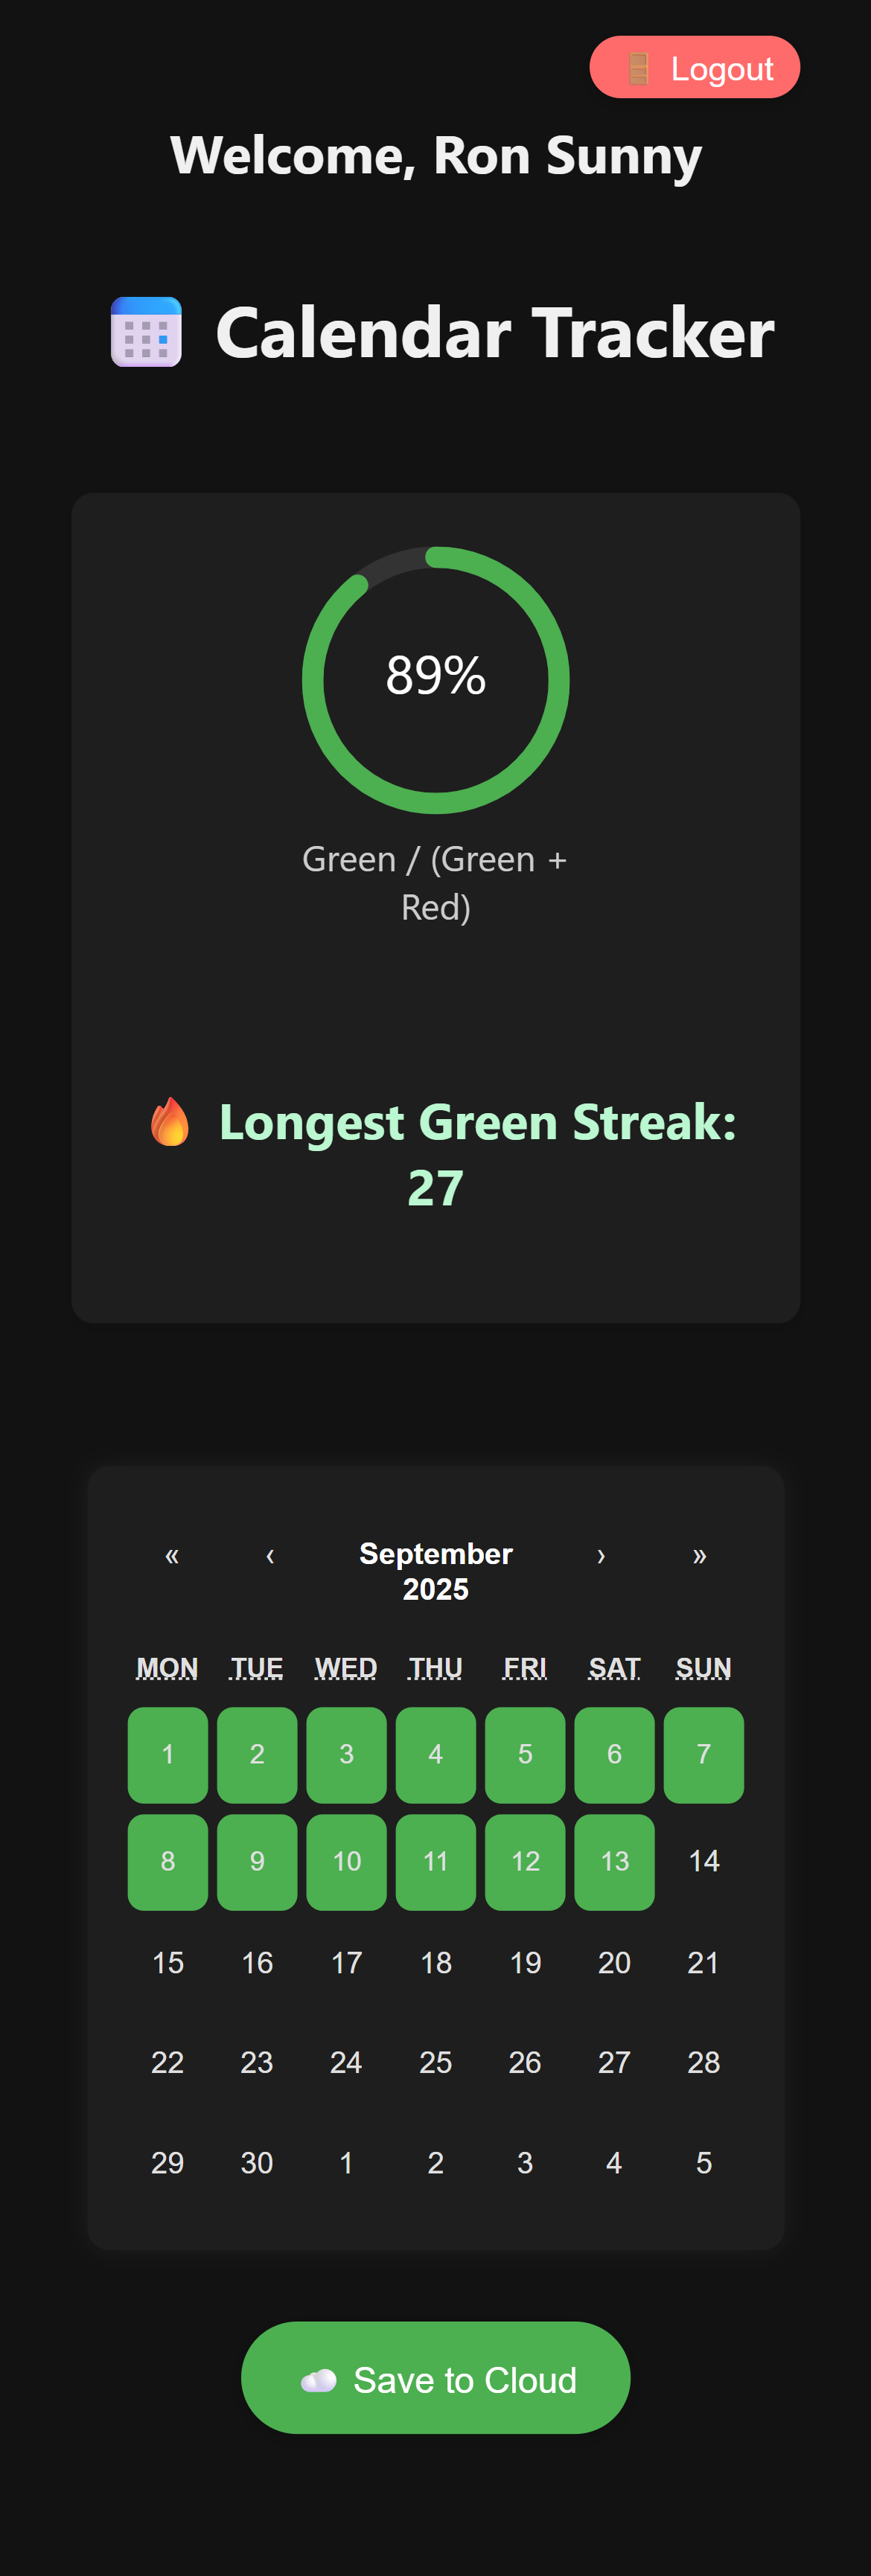 🚪 Logout
Welcome, Ron Sunny
Calendar Tracker
89%
Green / (Green +
Red)
🔥 Longest Green Streak:
27
« ‹ September › »
2025
MON TUE WED THU FRI SAT SUN
1 2 3 4 5 6 7
8 9 10 11 12 13 14
15 16 17 18 19 20 21
22 23 24 25 26 27 28
29 30 1 2 3 4 5
☁️ Save to Cloud